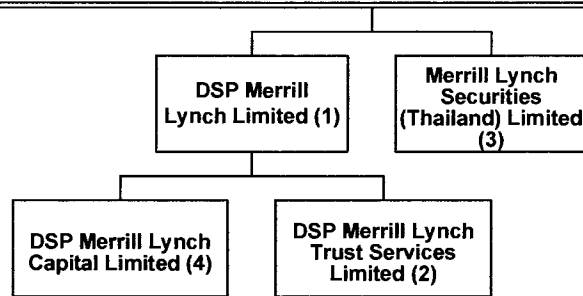 DSP Merrill
Lynch Limited (1)
Merrill Lynch
Securities
(Thailand) Limited
(3)
DSP Merrill Lynch
Capital Limited (4)
DSP Merrill Lynch
Trust Services
Limited (2)